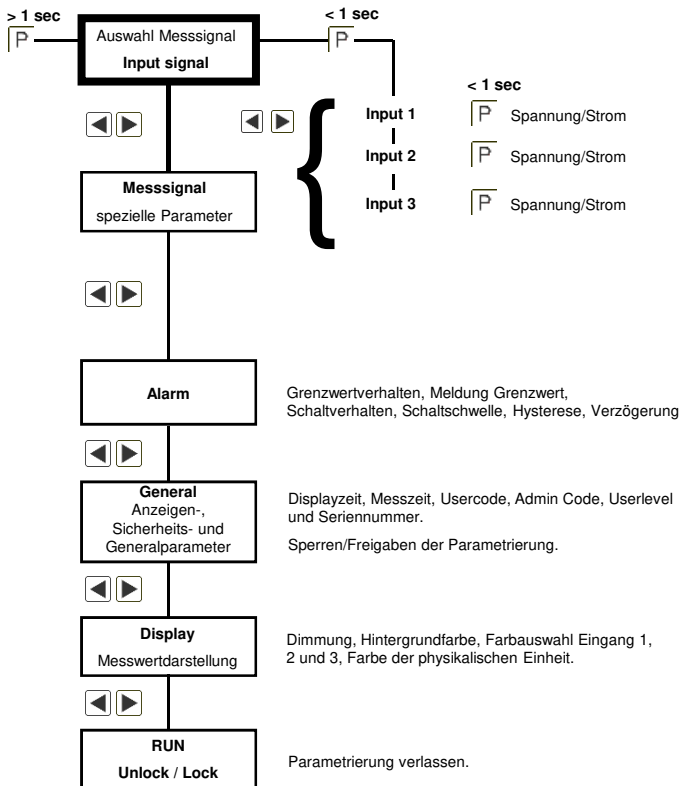 > 1 sec
< 1 sec
P
Auswahl Messsignal
P
Input signal
< 1 sec
Input 1
P
Spannung/Strom
Input 2
P
Spannung/Strom
Messsignal
spezielle Parameter
Input 3
P
Spannung/Strom
Alarm
Grenzwertverhalten, Meldung Grenzwert,
Schaltverhalten, Schaltschwelle, Hysterese, Verzögerung
General
Anzeigen-,
Sicherheits- und
Generalparameter
Displayzeit, Messzeit, Usercode, Admin Code, Userlevel
und Seriennummer.
Sperren/Freigaben der Parametrierung.
Display
Messwertdarstellung
Dimmung, Hintergrundfarbe, Farbauswahl Eingang 1,
2 und 3, Farbe der physikalischen Einheit.
RUN
Unlock / Lock
Parametrierung verlassen.